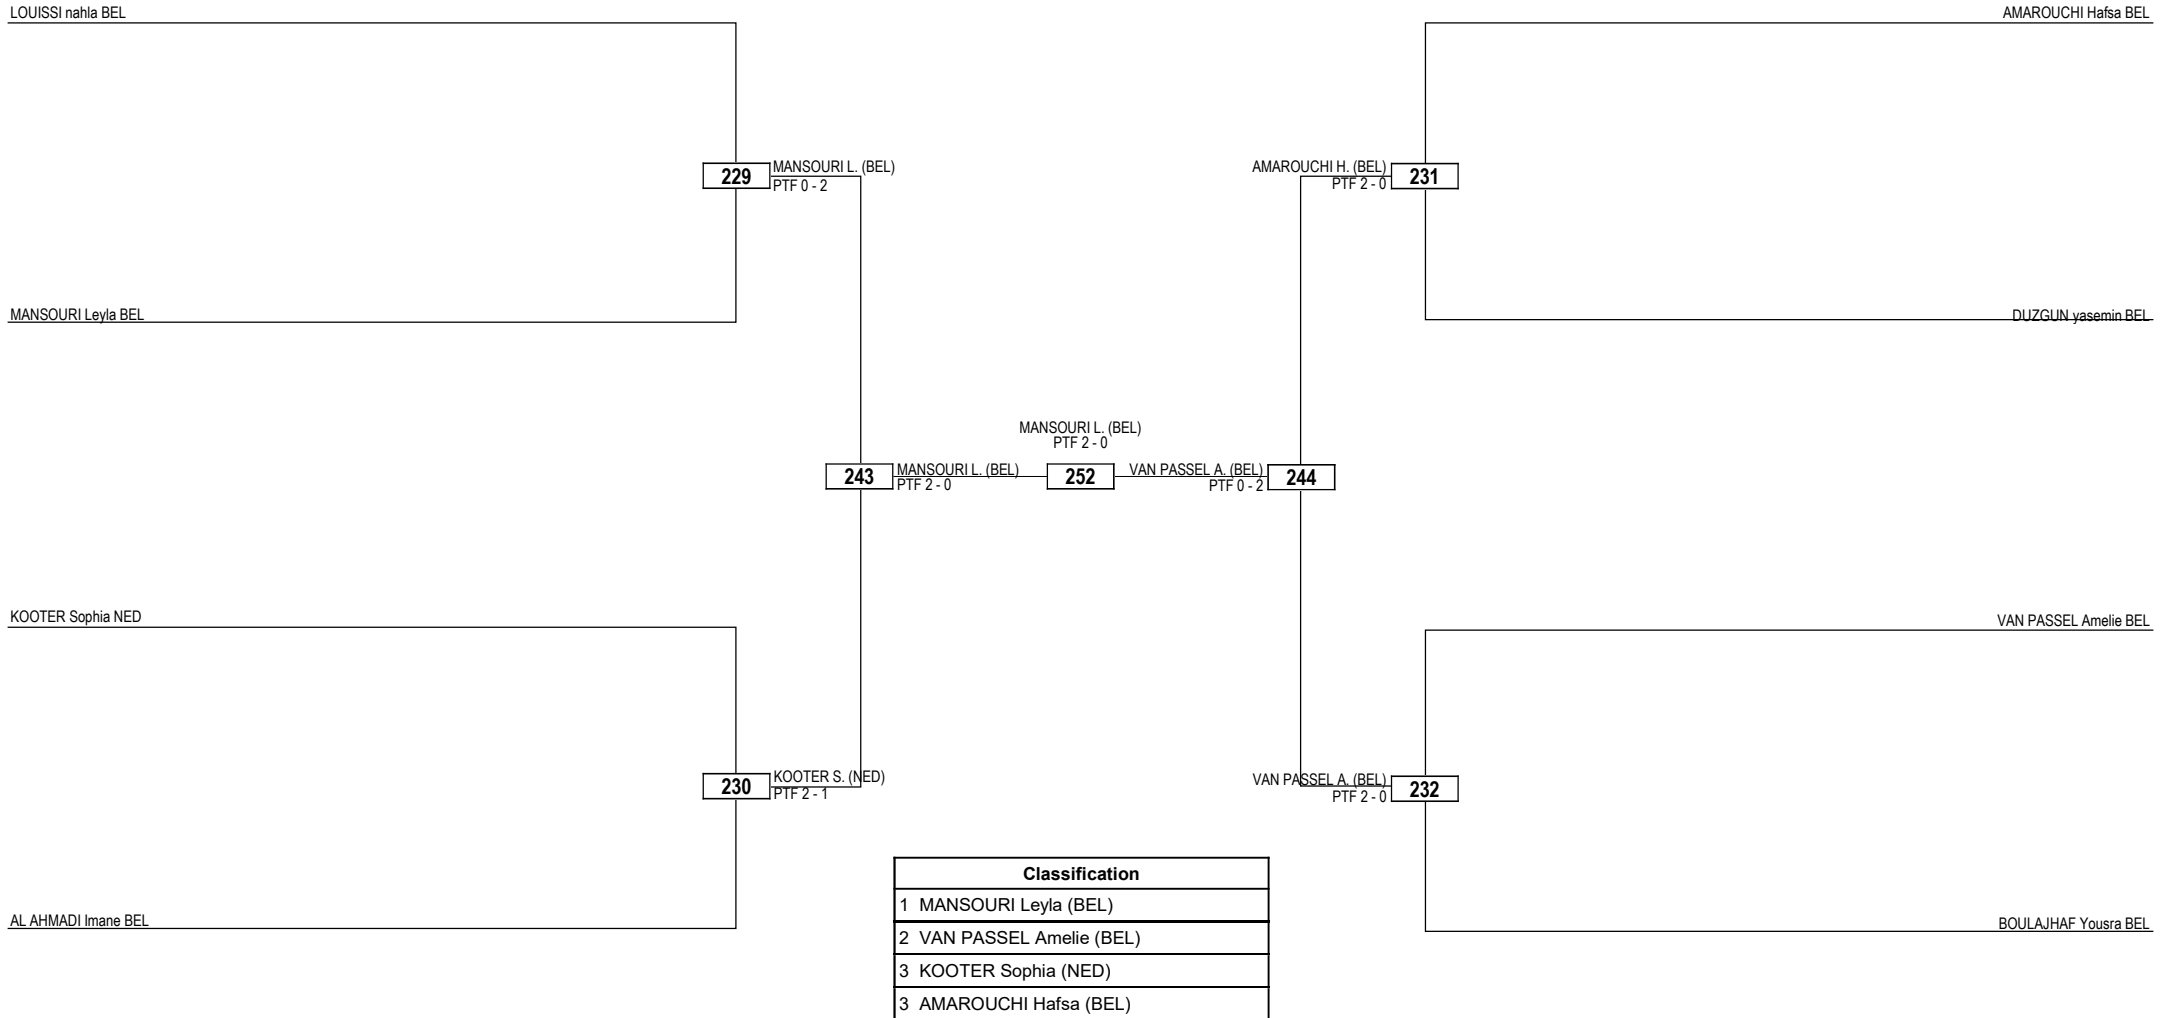 LOUISSI nahla BEL
AMAROUCHI Hafsa BEL
229
MANSOURI L. (BEL)
PTF 0 - 2
AMAROUCHI H. (BEL)
PTF 2 - 0
231
MANSOURI Leyla BEL
DUZGUN yasemin BEL
MANSOURI L. (BEL)
PTF 2 - 0
243
MANSOURI L. (BEL)
PTF 2 - 0
252
VAN PASSEL A. (BEL)
PTF 0 - 2
244
KOOTER Sophia NED
VAN PASSEL Amelie BEL
230
KOOTER S. (NED)
PTF 2 - 1
VAN PASSEL A. (BEL)
PTF 2 - 0
232
AL AHMADI Imane BEL
BOULAJHAF Yousra BEL
Classification
1 MANSOURI Leyla (BEL)
2 VAN PASSEL Amelie (BEL)
3 KOOTER Sophia (NED)
3 AMAROUCHI Hafsa (BEL)